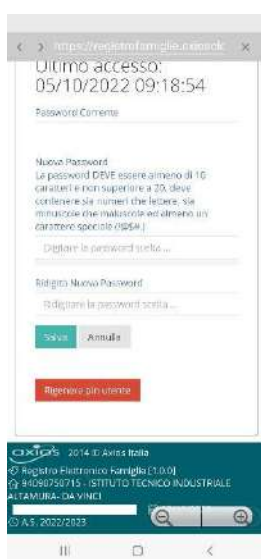 https://registrofamiglie.axiosclo
Ultimo accesso:
05/10/2022 09:18:54
Password Corrente
Nuova Password
La password DEVE essere almeno di 10
caratteri e non superiore a 20, deve
contenere sia numeri che lettere, sia
minuscole che maiuscole ed almeno un
carattere speciale (!@$#.)
Digitare la password scelta ...
Ridigita Nuova Password
Ridigitare la password scelta ...
Salva Annulla
Rigenera pin utente
axios 2014 © Axios Italia
Registro Elettronico Famiglia [1.0.0]
94090750715 - ISTITUTO TECNICO INDUSTRIALE
ALTAMURA- DA VINCI
A.S. 2022/2023